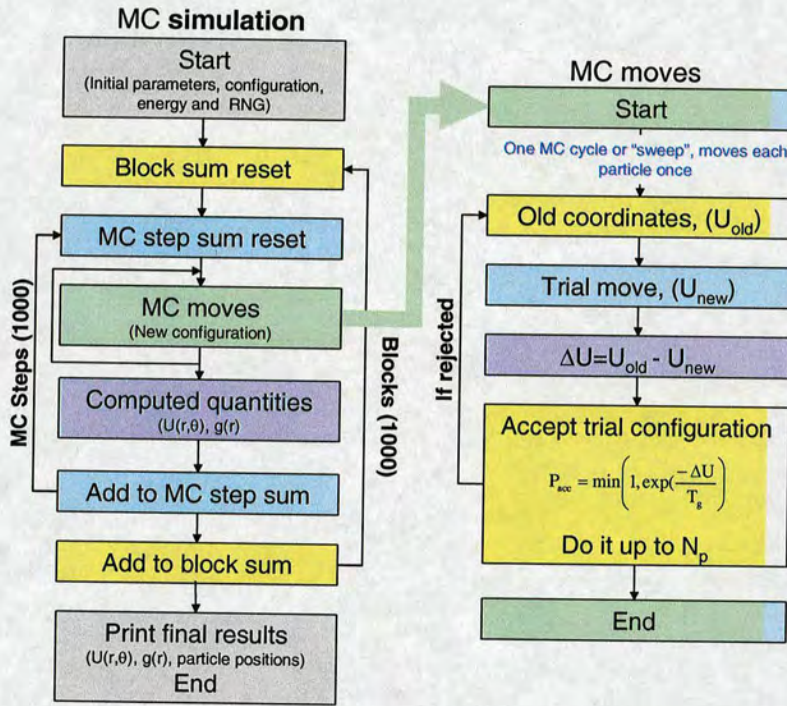 MC simulation
Start
(Initial parameters, configuration,
energy and RNG)
Block sum reset
MC step sum reset
MC moves
(New configuration)
Computed quantities
(U(r,θ), g(r)
Add to MC step sum
Add to block sum
Print final results
(U(r,θ), g(r), particle positions)
End
MC Steps (1000)
Blocks (1000)
MC moves
Start
One MC cycle or "sweep", moves each
particle once
Old coordinates, (U_old)
Trial move, (U_new)
ΔU=U_old - U_new
Accept trial configuration
P_acc = min(1, exp(-ΔU/T_g)
Do it up to N_p
End
If rejected